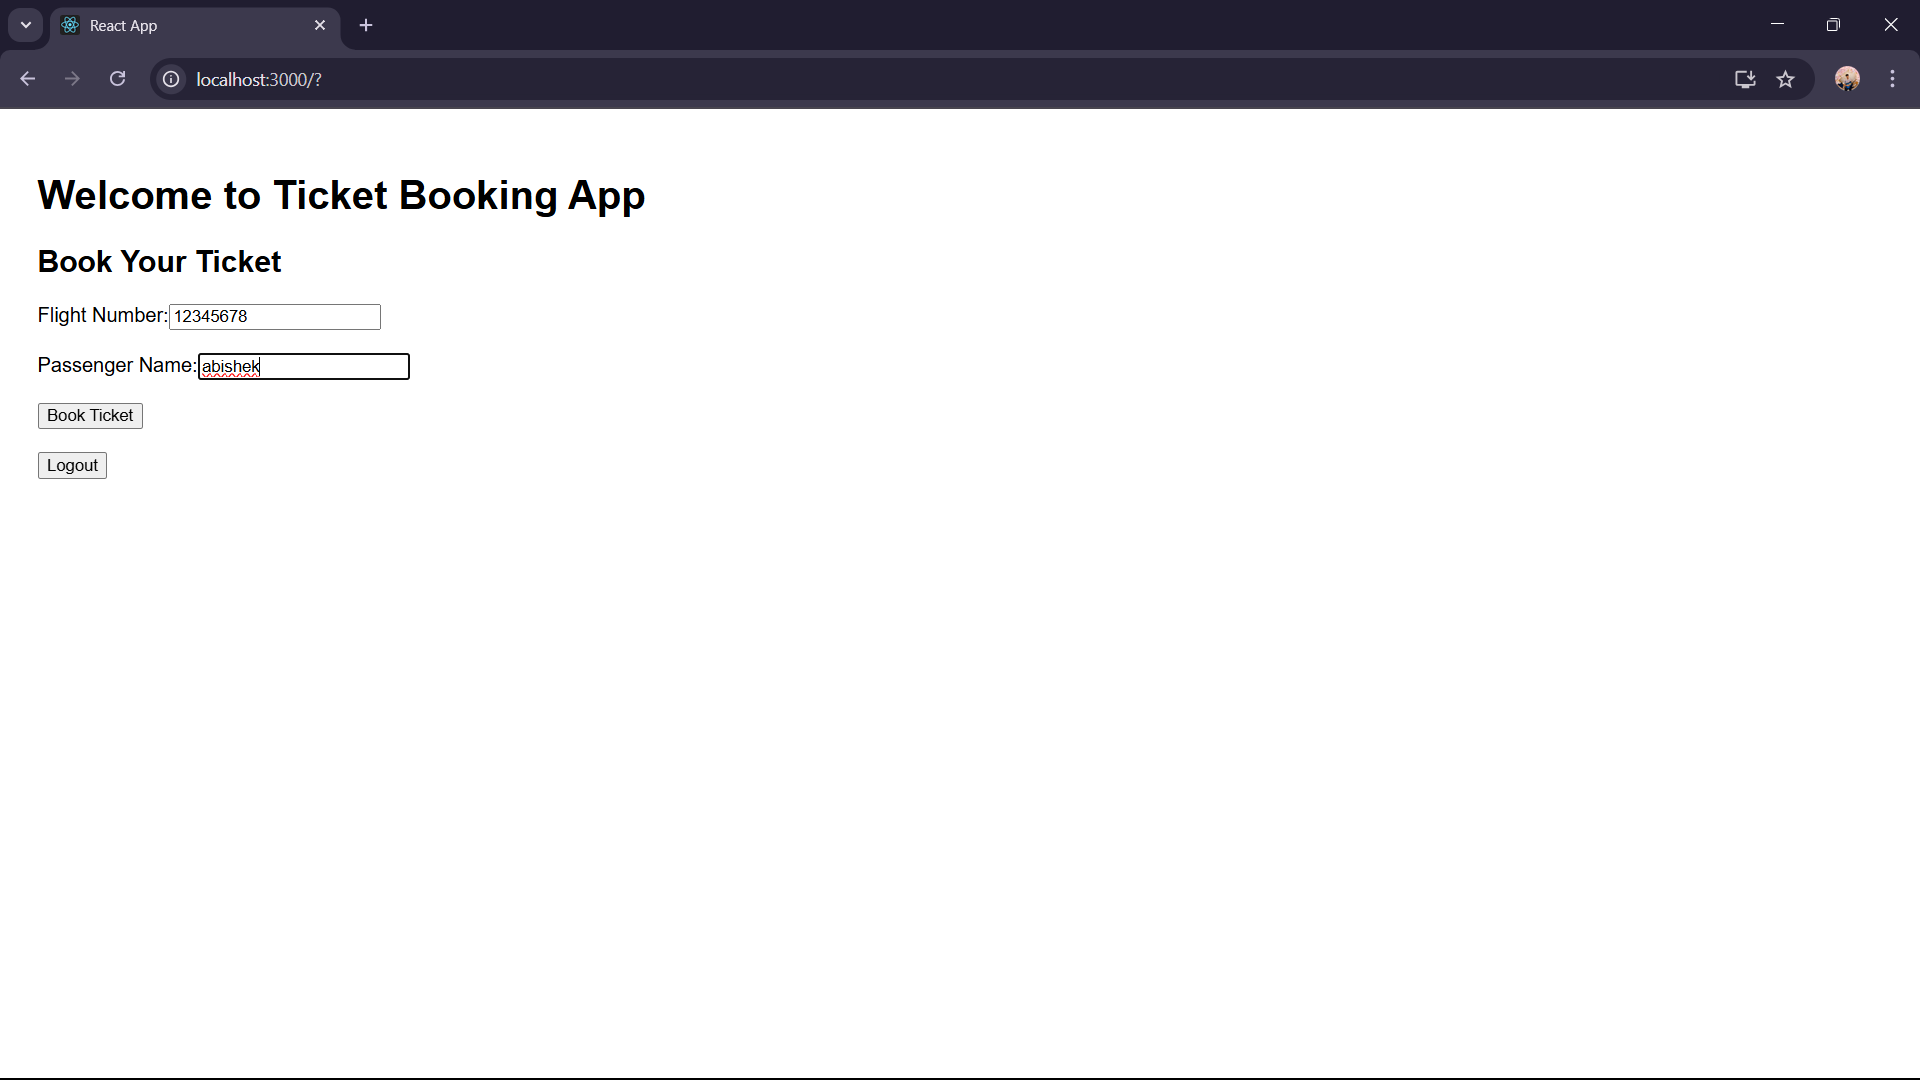 React App
localhost:3000/?
Welcome to Ticket Booking App
Book Your Ticket
Flight Number: 12345678
Passenger Name: abishek
Book Ticket
Logout